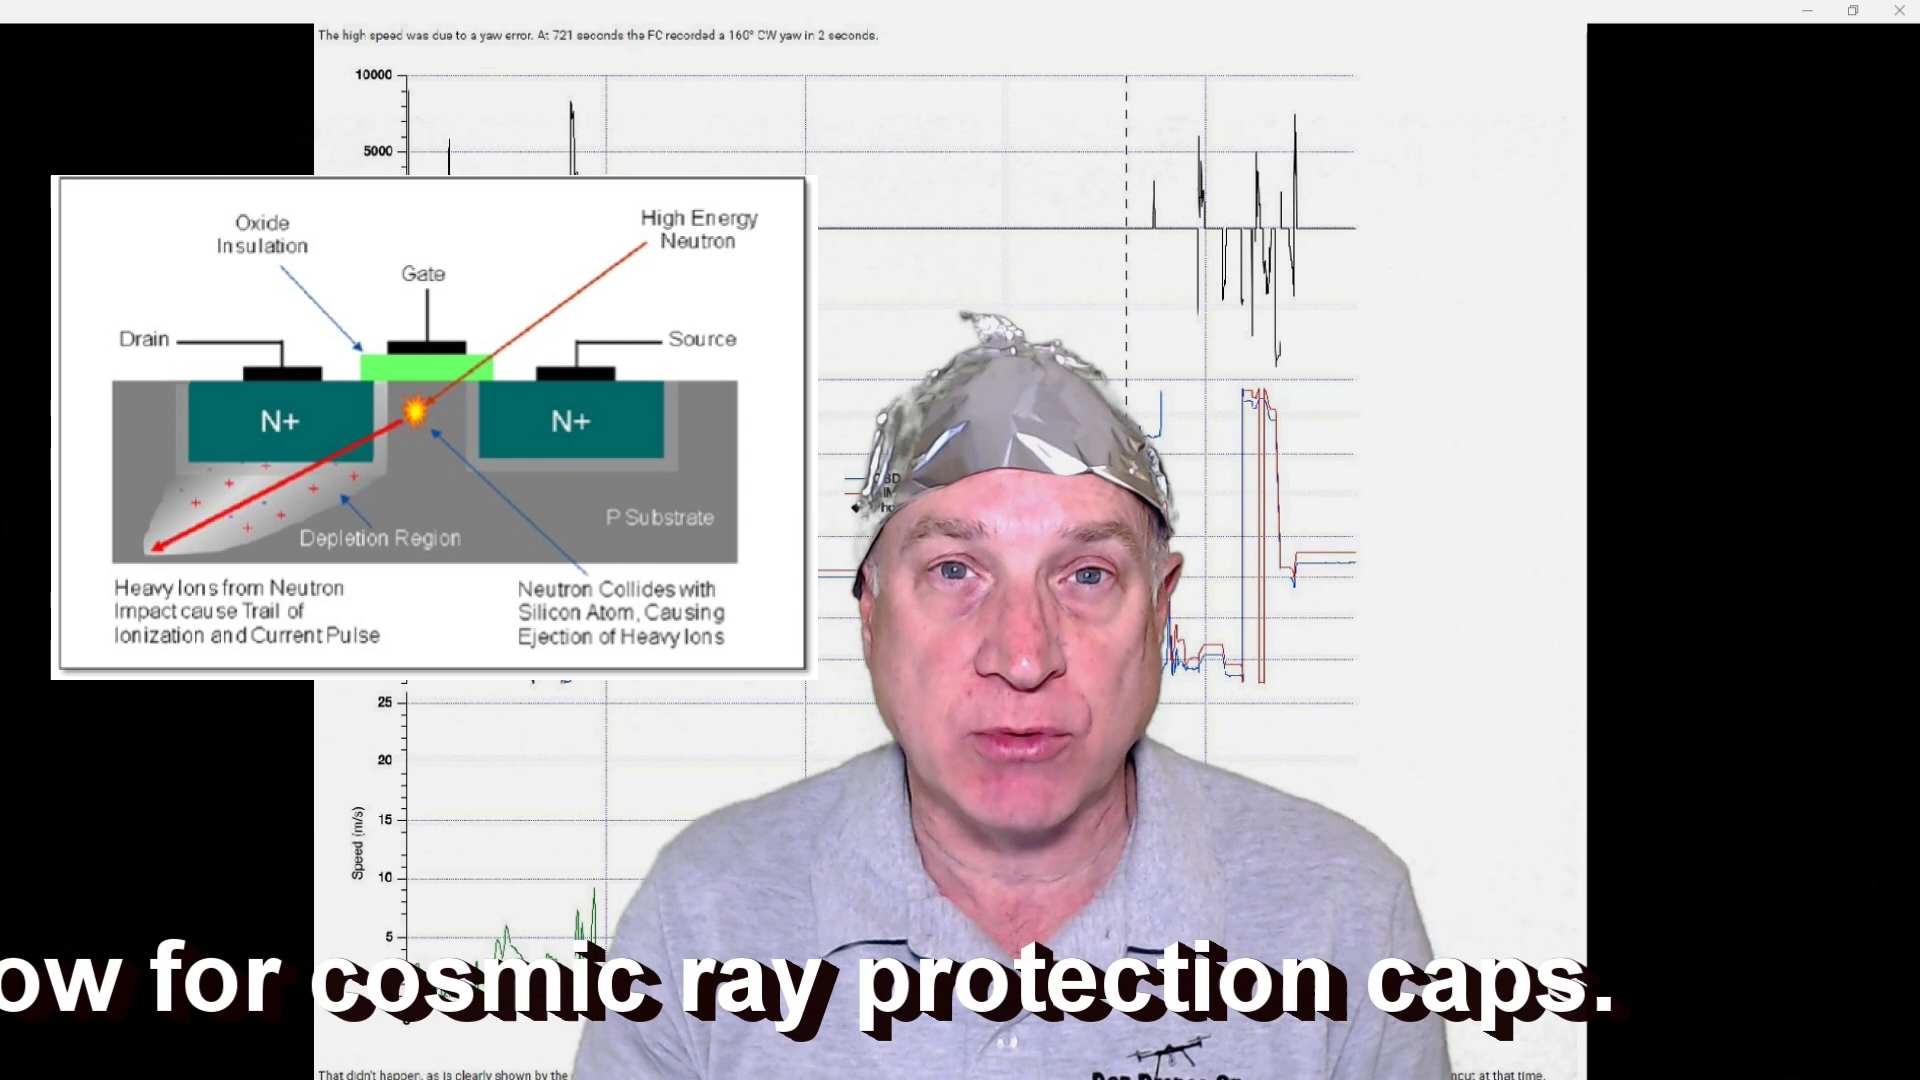 The high speed was due to a yaw error. At 721 seconds the FC recorded a 160° CW yaw in 2 seconds.
10000
5000
Oxide
Insulation
High Energy
Neutron
Gate
Drain
Source
N+
N+
P Substrate
Depletion Region
Heavy Ions from Neutron
Impact cause Trail of
Ionization and Current Pulse
Neutron Collides with
Silicon Atom, Causing
Ejection of Heavy Ions
25
20
15
10
5
Speed (m/s)
ow for cosmic ray protection caps.
That didn't happen, as is clearly shown by the
at that time.